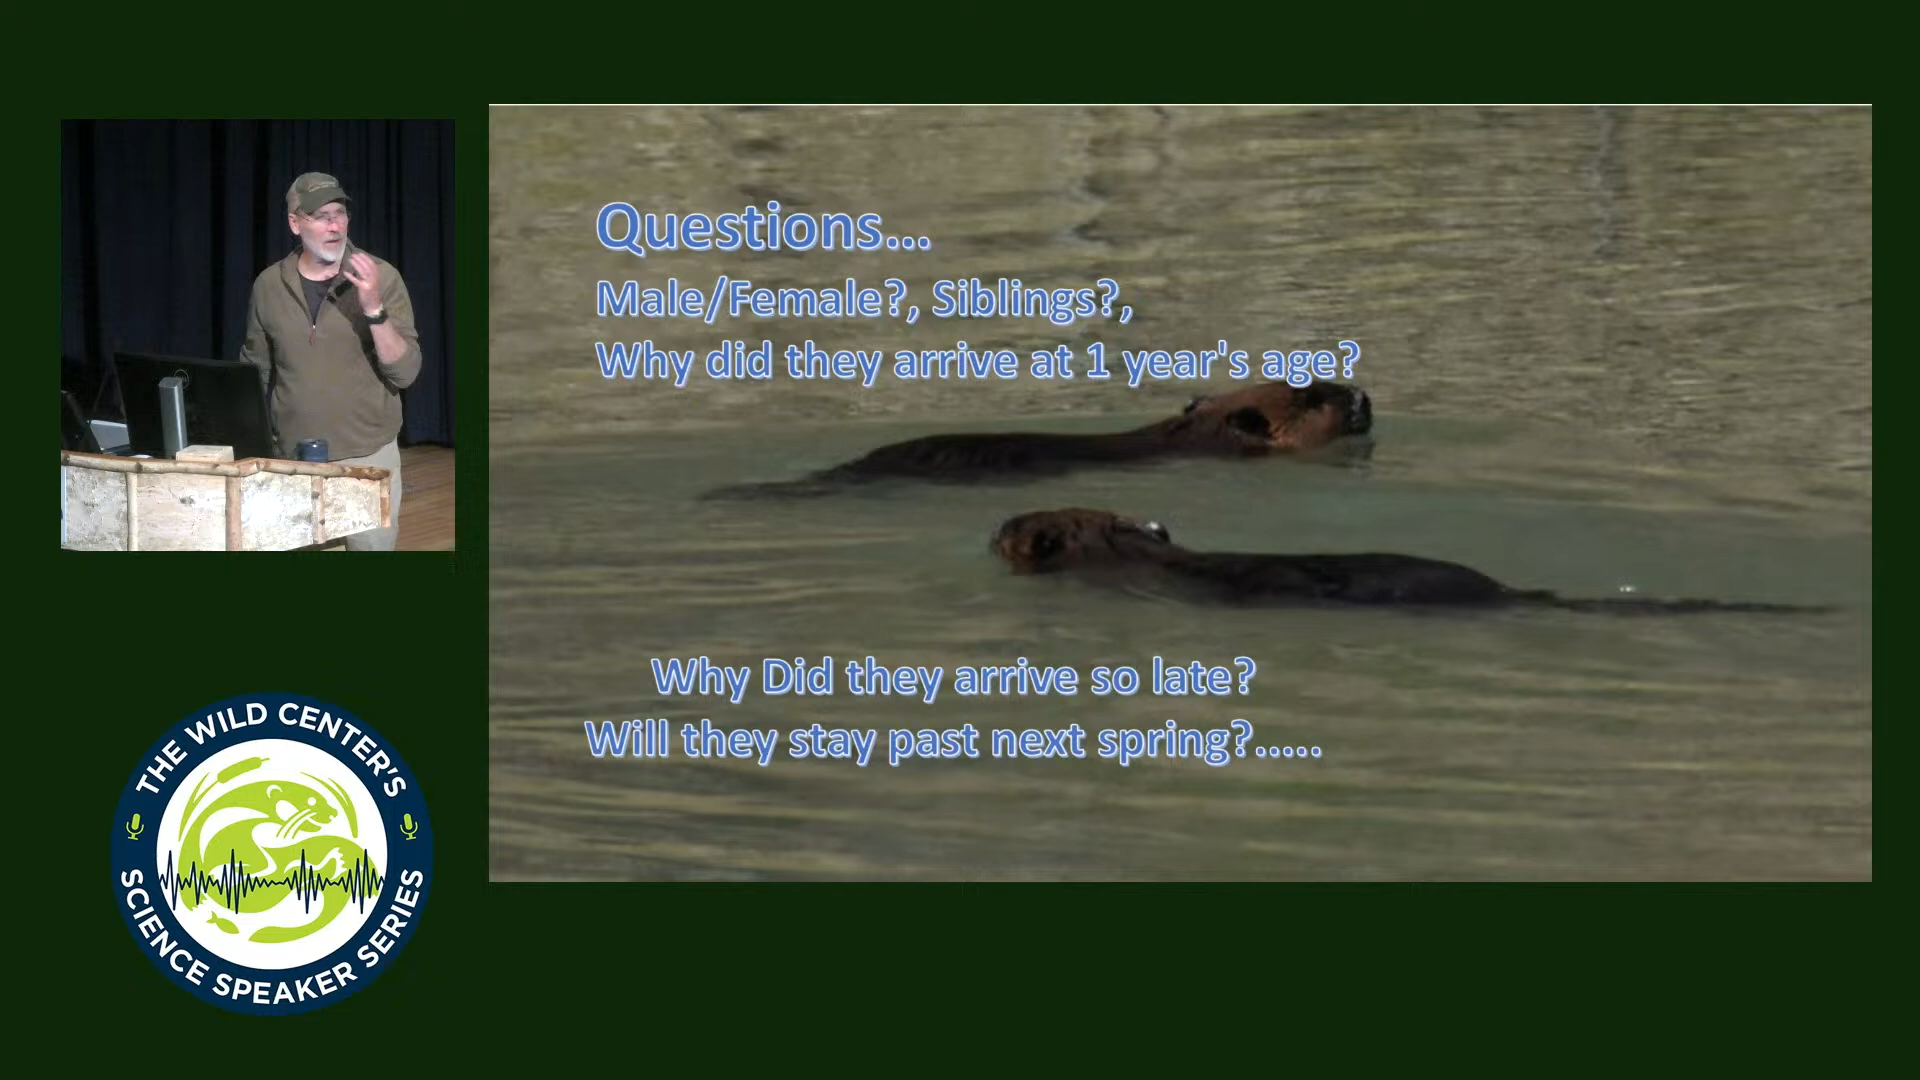 Questions...
Male/Female?, Siblings?,
Why did they arrive at 1 year's age?
Why Did they arrive so late?
Will they stay past next spring?.....
THE WILD CENTER'S
SCIENCE SPEAKER SERIES